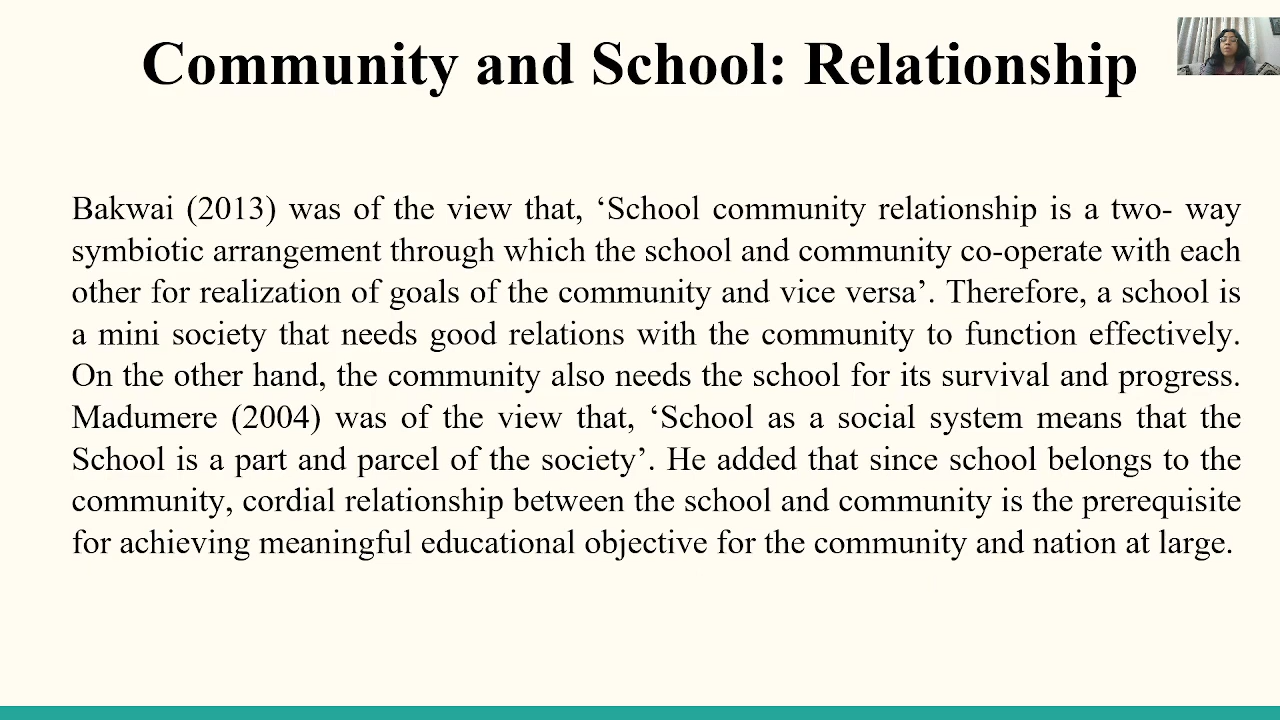 Community and School: Relationship
Bakwai (2013) was of the view that, ‘School community relationship is a two- way
symbiotic arrangement through which the school and community co-operate with each
other for realization of goals of the community and vice versa’. Therefore, a school is
a mini society that needs good relations with the community to function effectively.
On the other hand, the community also needs the school for its survival and progress.
Madumere (2004) was of the view that, ‘School as a social system means that the
School is a part and parcel of the society’. He added that since school belongs to the
community, cordial relationship between the school and community is the prerequisite
for achieving meaningful educational objective for the community and nation at large.